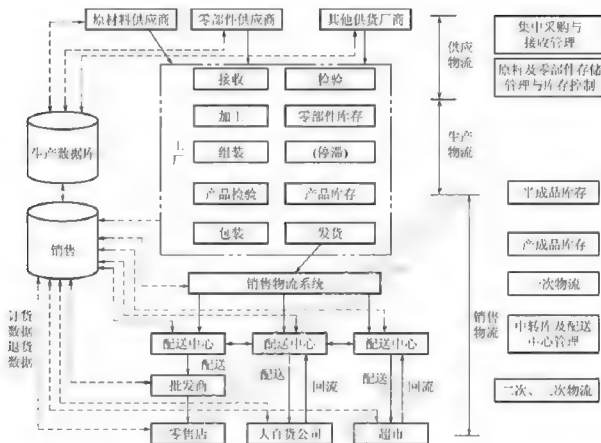 原材料供应商
零部件供应商
其他供货厂商
供应物流
集中采购与
接收管理
原料及零部件存储
管理与库存控制
接收
检验
加工
零部件库存
工厂
组装
(停滞)
生产物流
生产数据库
产品检验
产品库存
半成品库存
包装
发货
销售
产成品库存
销售物流系统
一次物流
订货
数据
退货
数据
配送中心
配送中心
配送中心
销售物流
中转库及配送
中心管理
配送
配送
配送
批发商
回流
回流
二次、三次物流
零售店
大百货公司
超市